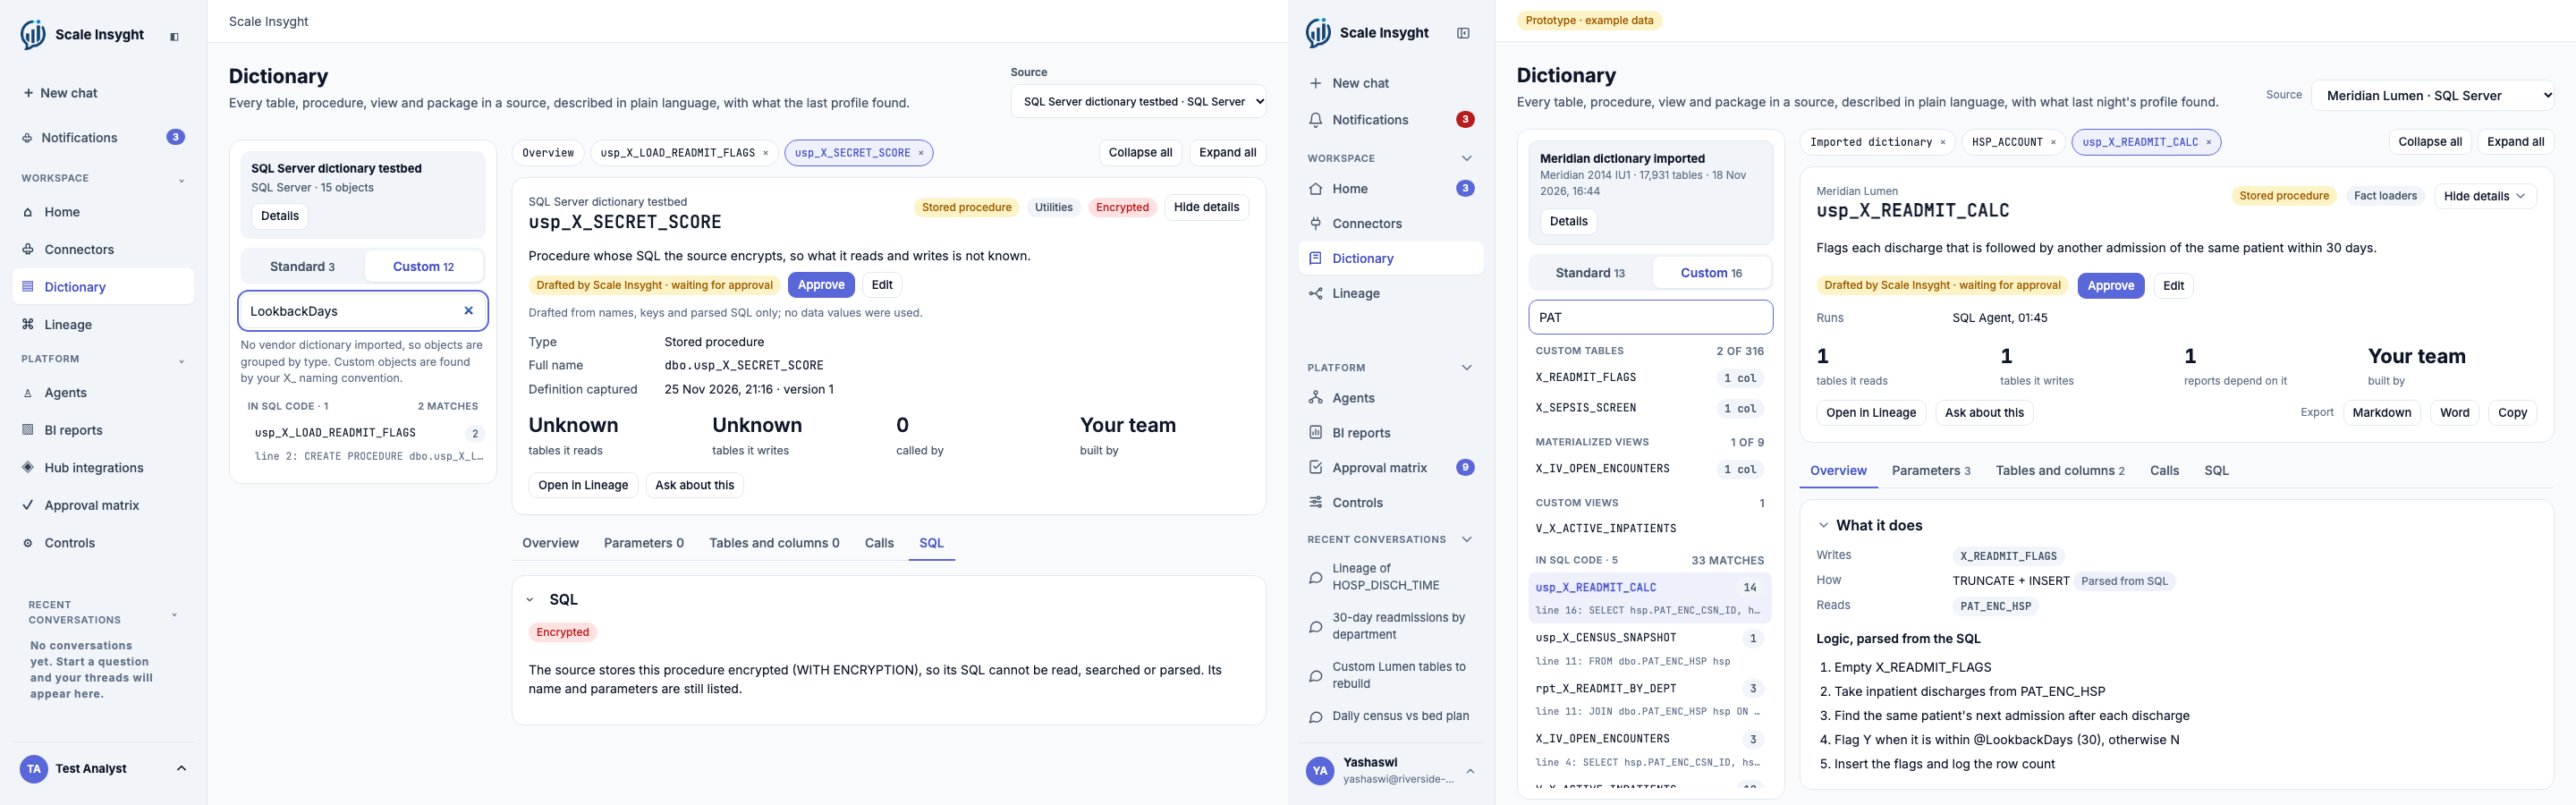 Scale Insyght
+ New chat
Notifications 3
WORKSPACE
Home
Connectors
Dictionary
Lineage
PLATFORM
Agents
BI reports
Hub integrations
Approval matrix
Controls
RECENT
CONVERSATIONS
No conversations
yet. Start a question
and your threads will
appear here.
TA Test Analyst
Scale Insyght
Dictionary
Every table, procedure, view and package in a source, described in plain language, with what the last profile found.
Source
SQL Server dictionary testbed · SQL Server
SQL Server dictionary testbed
SQL Server · 15 objects
Details
Standard 3 Custom 12
LookbackDays ×
No vendor dictionary imported, so objects are
grouped by type. Custom objects are found
by your X_ naming convention.
IN SQL CODE · 1 2 MATCHES
usp_X_LOAD_READMIT_FLAGS 2
line 2: CREATE PROCEDURE dbo.usp_X_L…
Overview usp_X_LOAD_READMIT_FLAGS × usp_X_SECRET_SCORE × Collapse all Expand all
SQL Server dictionary testbed
usp_X_SECRET_SCORE
Stored procedure Utilities Encrypted Hide details
Procedure whose SQL the source encrypts, so what it reads and writes is not known.
Drafted by Scale Insyght · waiting for approval Approve Edit
Drafted from names, keys and parsed SQL only; no data values were used.
Type Stored procedure
Full name dbo.usp_X_SECRET_SCORE
Definition captured 25 Nov 2026, 21:16 · version 1
Unknown Unknown 0 Your team
tables it reads tables it writes called by built by
Open in Lineage Ask about this
Overview Parameters 0 Tables and columns 0 Calls SQL
SQL
Encrypted
The source stores this procedure encrypted (WITH ENCRYPTION), so its SQL cannot be read, searched or parsed. Its
name and parameters are still listed.
Scale Insyght
+ New chat
Notifications 3
WORKSPACE
Home 3
Connectors
Dictionary
Lineage
PLATFORM
Agents
BI reports
Approval matrix 9
Controls
RECENT CONVERSATIONS
Lineage of
HOSP_DISCH_TIME
30-day readmissions by
department
Custom Lumen tables to
rebuild
Daily census vs bed plan
YA Yashaswi
yashaswi@riverside-...
Prototype · example data
Dictionary
Every table, procedure, view and package in a source, described in plain language, with what last night's profile found.
Source Meridian Lumen · SQL Server
Meridian dictionary imported
Meridian 2014 IU1 · 17,931 tables · 18 Nov
2026, 16:44
Details
Standard 13 Custom 16
PAT
CUSTOM TABLES 2 OF 316
X_READMIT_FLAGS 1 col
X_SEPSIS_SCREEN 1 col
MATERIALIZED VIEWS 1 OF 9
X_IV_OPEN_ENCOUNTERS 1 col
CUSTOM VIEWS 1
V_X_ACTIVE_INPATIENTS
IN SQL CODE · 5 33 MATCHES
usp_X_READMIT_CALC 14
line 16: SELECT hsp.PAT_ENC_CSN_ID, h…
usp_X_CENSUS_SNAPSHOT 1
line 11: FROM dbo.PAT_ENC_HSP hsp
rpt_X_READMIT_BY_DEPT 3
line 11: JOIN dbo.PAT_ENC_HSP hsp ON …
X_IV_OPEN_ENCOUNTERS 3
line 4: SELECT hsp.PAT_ENC_CSN_ID, hs…
Imported dictionary × HSP_ACCOUNT × usp_X_READMIT_CALC × Collapse all Expand all
Meridian Lumen
usp_X_READMIT_CALC
Stored procedure Fact loaders Hide details
Flags each discharge that is followed by another admission of the same patient within 30 days.
Drafted by Scale Insyght · waiting for approval Approve Edit
Runs SQL Agent, 01:45
1 1 1 Your team
tables it reads tables it writes reports depend on it built by
Open in Lineage Ask about this Export Markdown Word Copy
Overview Parameters 3 Tables and columns 2 Calls SQL
What it does
Writes X_READMIT_FLAGS
How TRUNCATE + INSERT Parsed from SQL
Reads PAT_ENC_HSP
Logic, parsed from the SQL
1. Empty X_READMIT_FLAGS
2. Take inpatient discharges from PAT_ENC_HSP
3. Find the same patient's next admission after each discharge
4. Flag Y when it is within @LookbackDays (30), otherwise N
5. Insert the flags and log the row count